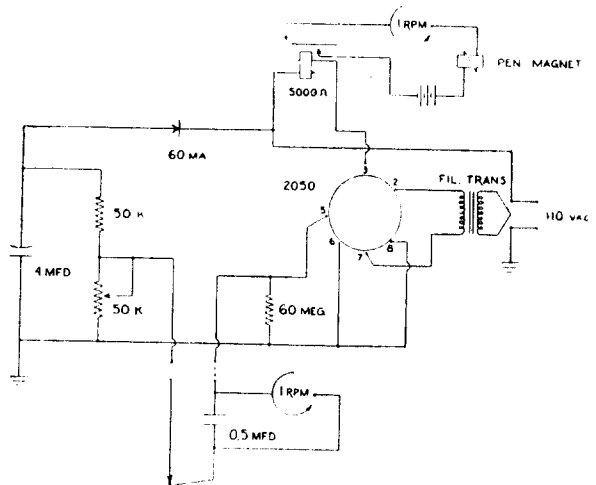 1 RPM
PEN MAGNET
5000 Ω
60 MA
3
2050
2
FIL. TRANS
5
6
7
8
110 VAC
50 K
4 MFD
50 K
60 MEG
1 RPM
0.5 MFD